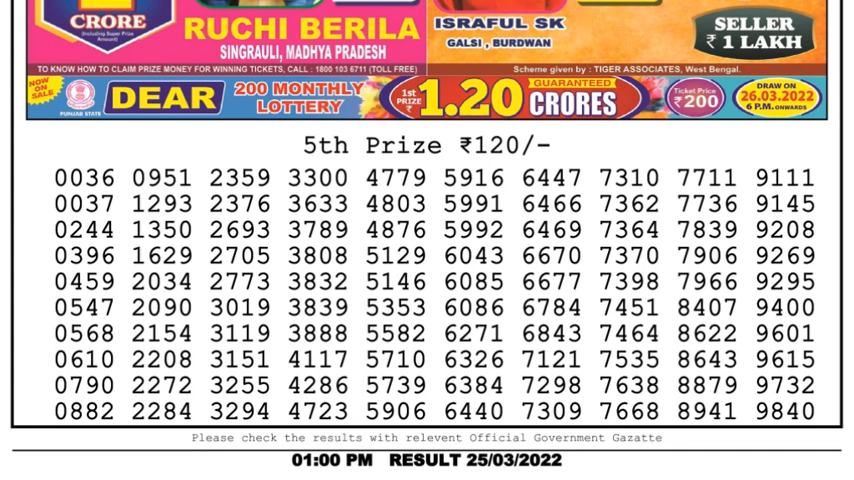 1
CRORE
(Including Super Prize Amount)
RUCHI BERILA
SINGRAULI, MADHYA PRADESH
ISRAFUL SK
GALSI , BURDWAN
SELLER
₹ 1 LAKH
TO KNOW HOW TO CLAIM PRIZE MONEY FOR WINNING TICKETS, CALL : 1800 103 6711 (TOLL FREE)
Scheme given by : TIGER ASSOCIATES, West Bengal.
NOW ON SALE
PUNJAB STATE
DEAR
200 MONTHLY LOTTERY
1st PRIZE ₹
1.20
GUARANTEED
CRORES
Ticket Price
₹200
DRAW ON
26.03.2022
6 P.M. ONWARDS
5th Prize ₹120/-
0036 0951 2359 3300 4779 5916 6447 7310 7711 9111
0037 1293 2376 3633 4803 5991 6466 7362 7736 9145
0244 1350 2693 3789 4876 5992 6469 7364 7839 9208
0396 1629 2705 3808 5129 6043 6670 7370 7906 9269
0459 2034 2773 3832 5146 6085 6677 7398 7966 9295
0547 2090 3019 3839 5353 6086 6784 7451 8407 9400
0568 2154 3119 3888 5582 6271 6843 7464 8622 9601
0610 2208 3151 4117 5710 6326 7121 7535 8643 9615
0790 2272 3255 4286 5739 6384 7298 7638 8879 9732
0882 2284 3294 4723 5906 6440 7309 7668 8941 9840
Please check the results with relevent Official Government Gazatte
01:00 PM RESULT 25/03/2022